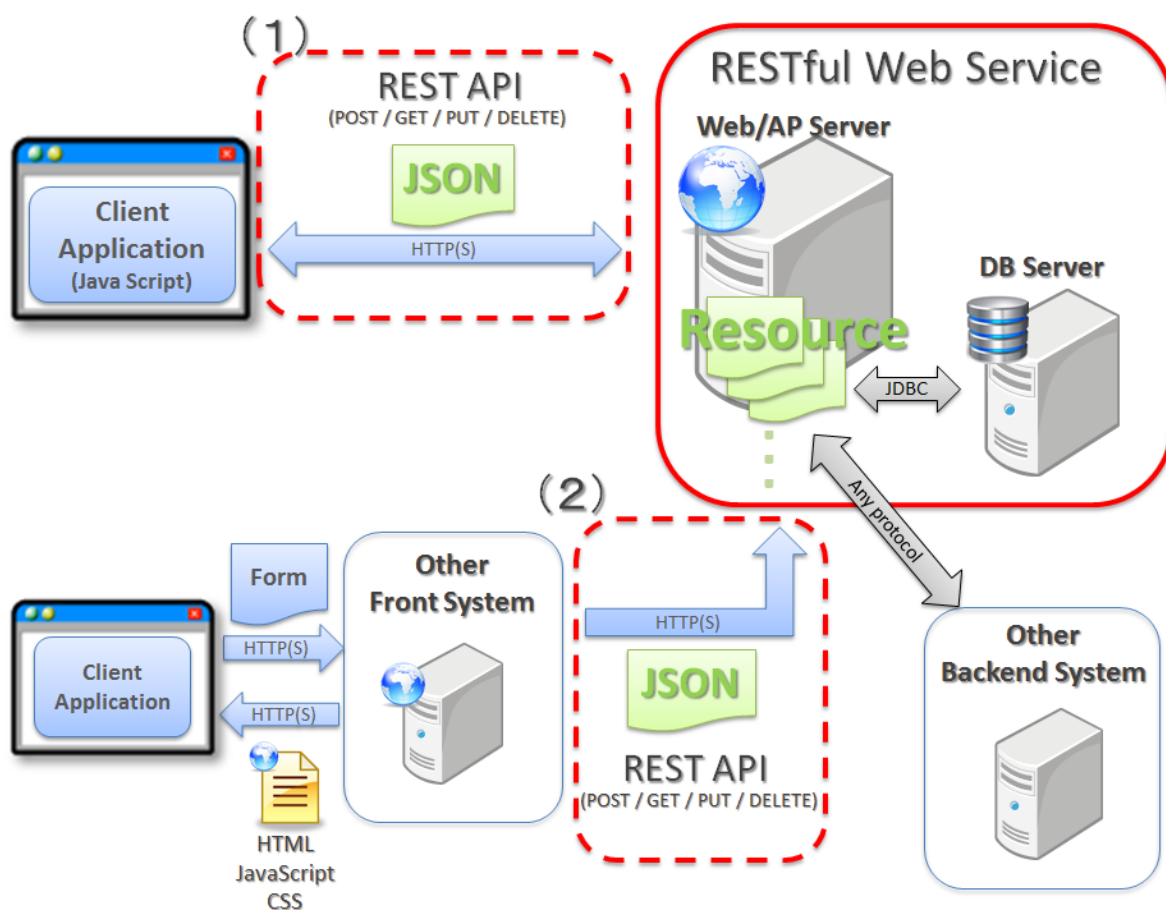 (1)
REST API
(POST / GET / PUT / DELETE)
JSON
HTTP(S)
Client
Application
(Java Script)
RESTful Web Service
Web/AP Server
Resource
DB Server
JDBC
Any protocol
(2)
Form
HTTP(S)
HTTP(S)
Client
Application
HTML
JavaScript
CSS
Other
Front System
HTTP(S)
JSON
REST API
(POST / GET / PUT / DELETE)
Other
Backend System